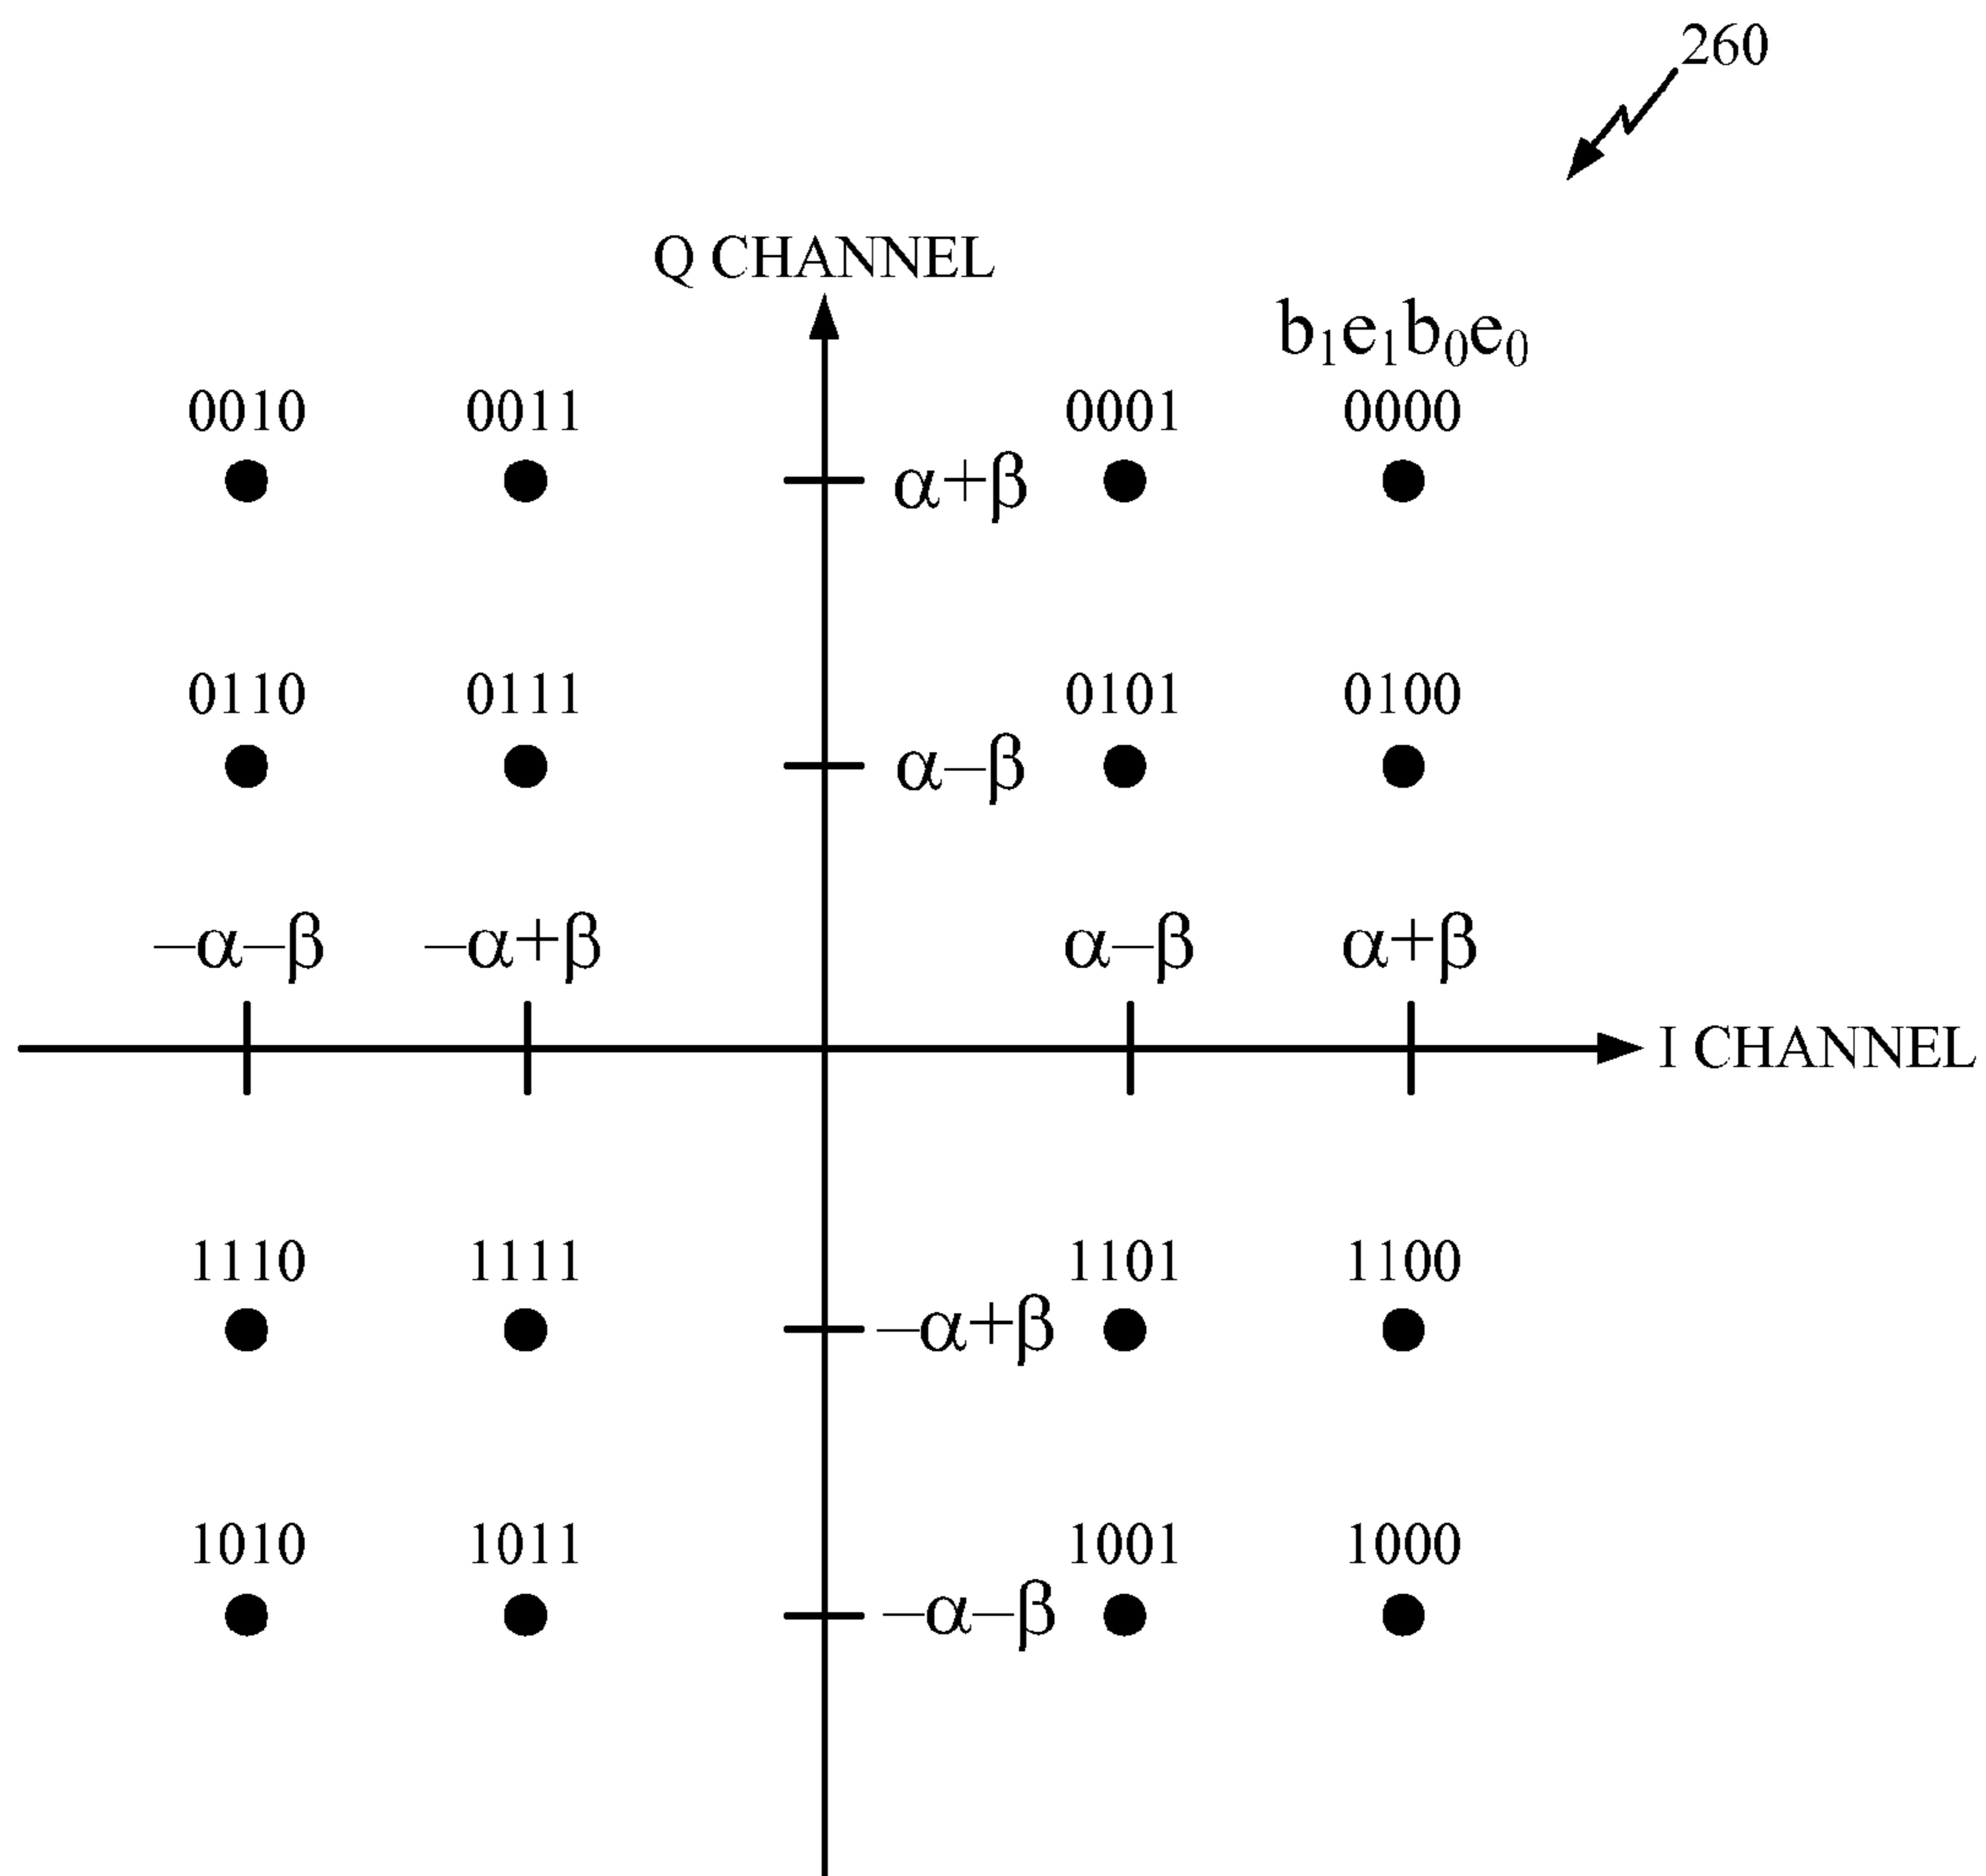 260
Q CHANNEL
b₁e₁b₀e₀
0010 0011 0001 0000
α+β
0110 0111 0101 0100
α–β
–α–β –α+β α–β α+β
I CHANNEL
1110 1111 1101 1100
–α+β
1010 1011 1001 1000
–α–β